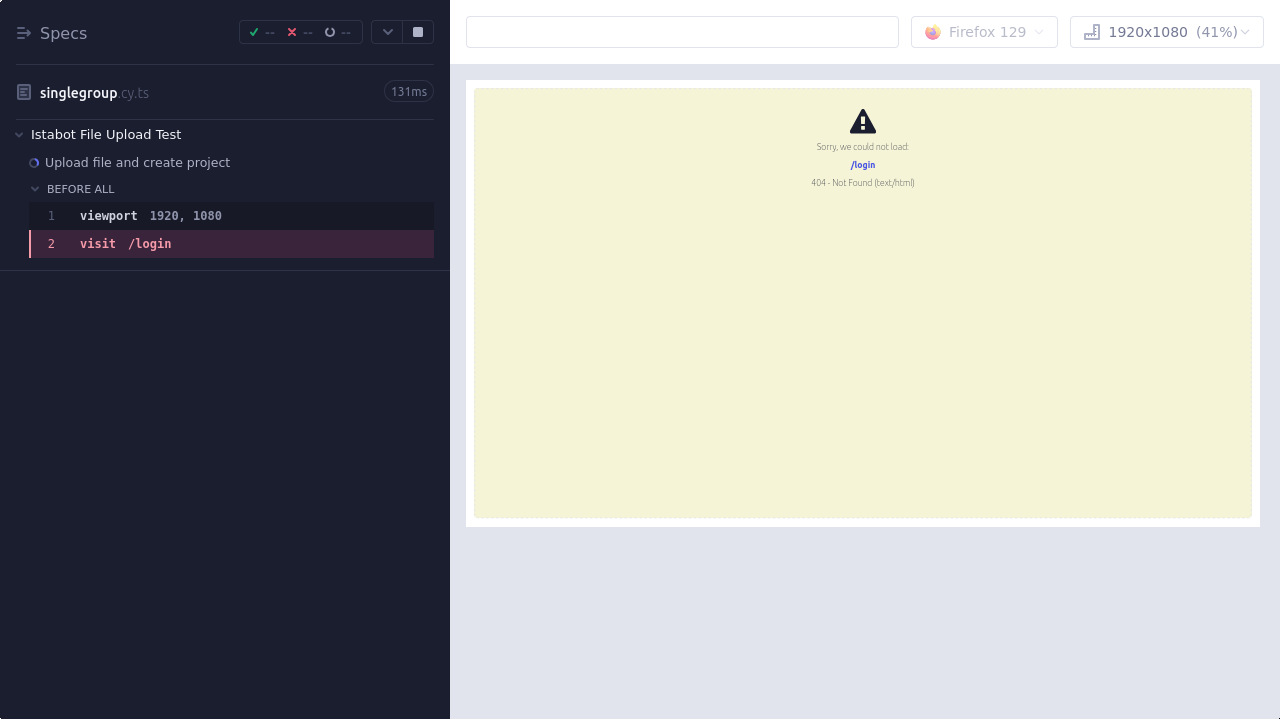 Specs
-- -- --
singlegroup.cy.ts
131ms
Istabot File Upload Test
Upload file and create project
BEFORE ALL
1 viewport 1920, 1080
2 visit /login
Firefox 129
1920x1080 (41%)
Sorry, we could not load:
/login
404 - Not Found (text/html)